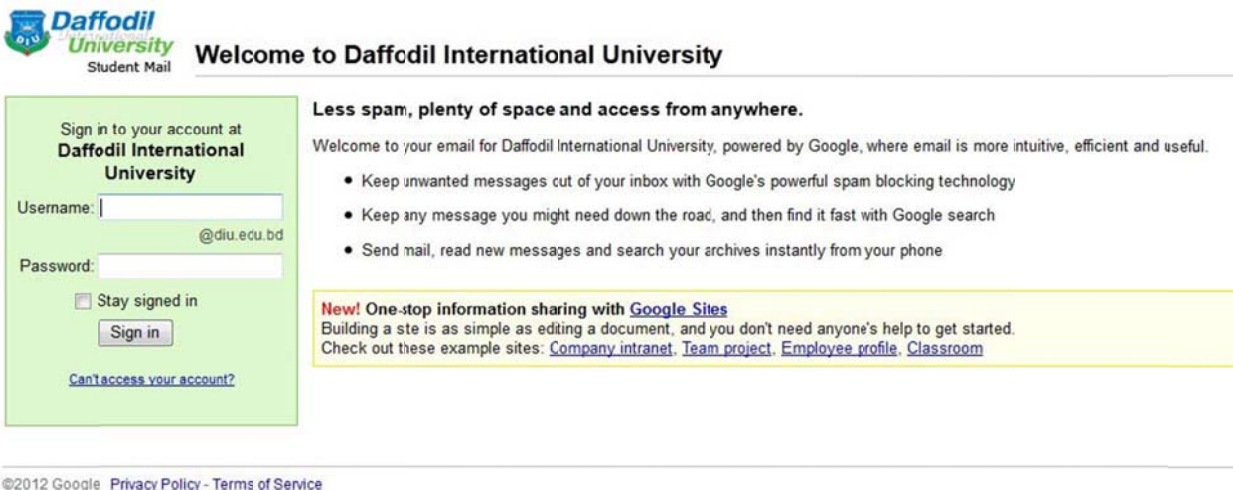 Daffodil
International
University
Student Mail
Welcome to Daffodil International University
Sign in to your account at
Daffodil International
University
Username:
@diu.edu.bd
Password:
Stay signed in
Sign in
Can't access your account?
Less spam, plenty of space and access from anywhere.
Welcome to your email for Daffodil International University, powered by Google, where email is more intuitive, efficient and useful.
• Keep unwanted messages out of your inbox with Google's powerful spam blocking technology
• Keep any message you might need down the road, and then find it fast with Google search
• Send mail, read new messages and search your archives instantly from your phone
New! One-stop information sharing with Google Sites
Building a site is as simple as editing a document, and you don't need anyone's help to get started.
Check out these example sites: Company intranet, Team project, Employee profile, Classroom
©2012 Google Privacy Policy - Terms of Service
DIU